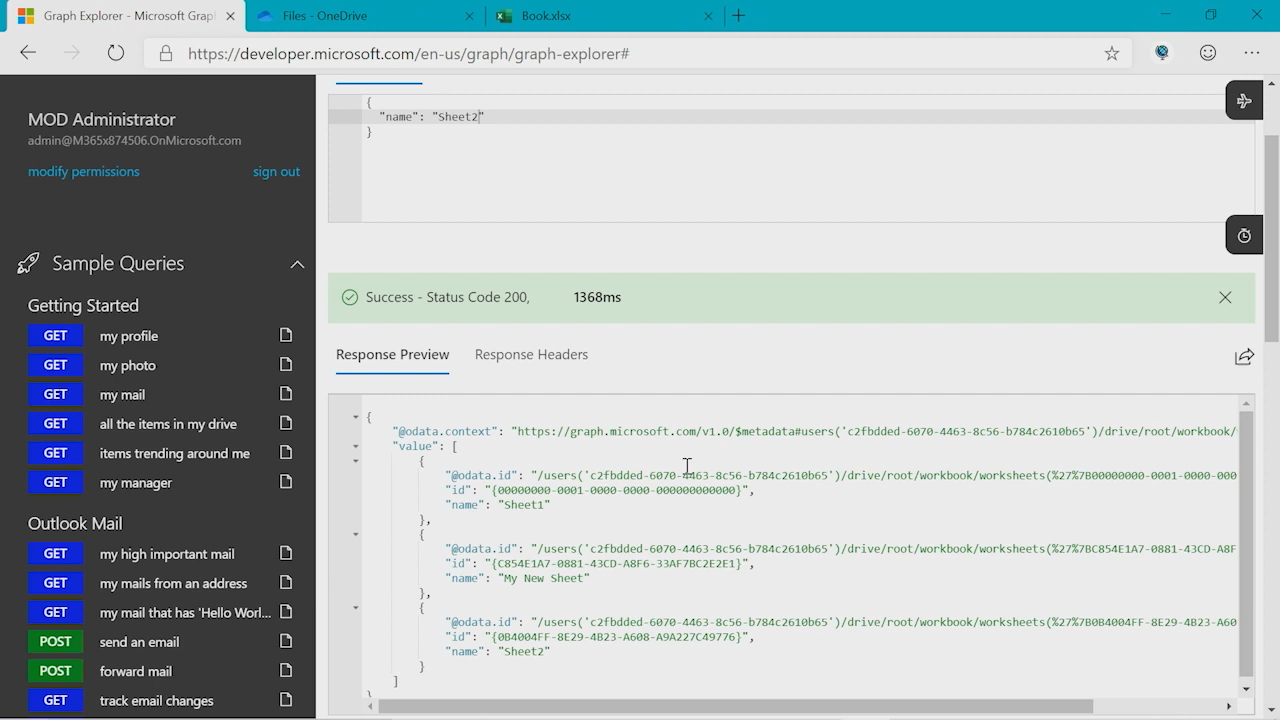 Graph Explorer - Microsoft Graph
Files - OneDrive
Book.xlsx
https://developer.microsoft.com/en-us/graph/graph-explorer#
MOD Administrator
admin@M365x874506.OnMicrosoft.com
modify permissions
sign out
Sample Queries
Getting Started
GET my profile
GET my photo
GET my mail
GET all the items in my drive
GET items trending around me
GET my manager
Outlook Mail
GET my high important mail
GET my mails from an address
GET my mail that has 'Hello Worl...
POST send an email
POST forward mail
GET track email changes
{
"name": "Sheet2"
}
Success - Status Code 200, 1368ms
Response Preview
Response Headers
{
"@odata.context": "https://graph.microsoft.com/v1.0/$metadata#users('c2fbdded-6070-4463-8c56-b784c2610b65')/drive/root/workbook/
"value": [
{
"@odata.id": "/users('c2fbdded-6070-4463-8c56-b784c2610b65')/drive/root/workbook/worksheets(%27%7B00000000-0001-0000-000
"id": "{00000000-0001-0000-0000-000000000000}",
"name": "Sheet1"
},
{
"@odata.id": "/users('c2fbdded-6070-4463-8c56-b784c2610b65')/drive/root/workbook/worksheets(%27%7BC854E1A7-0881-43CD-A8F
"id": "{C854E1A7-0881-43CD-A8F6-33AF7BC2E2E1}",
"name": "My New Sheet"
},
{
"@odata.id": "/users('c2fbdded-6070-4463-8c56-b784c2610b65')/drive/root/workbook/worksheets(%27%7B0B4004FF-8E29-4B23-A60
"id": "{0B4004FF-8E29-4B23-A608-A9A227C49776}",
"name": "Sheet2"
}
]
}